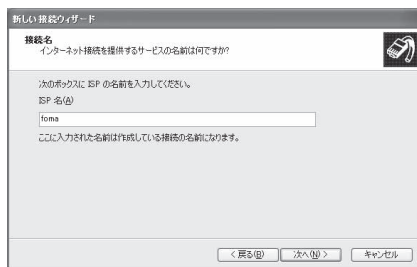 新しい接続ウィザード
接続名
インターネット接続を提供するサービスの名前は何ですか?
次のボックスに ISP の名前を入力してください。
ISP 名(A)
foma
ここに入力された名前は作成している接続の名前になります。
< 戻る(B)
次へ(N) >
キャンセル